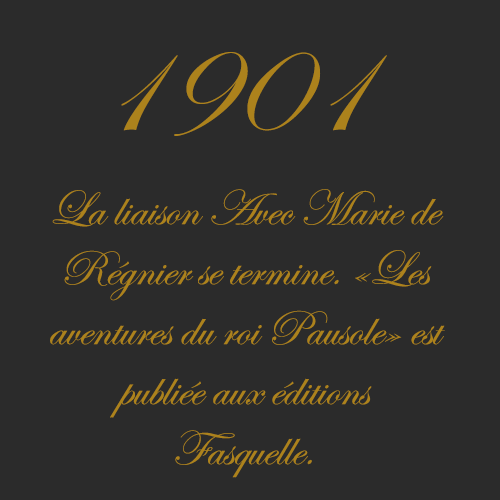 1901
La liaison Avec Marie de
Régnier se termine. «Les
aventures du roi Pausole» est
publiée aux éditions
Fasquelle.